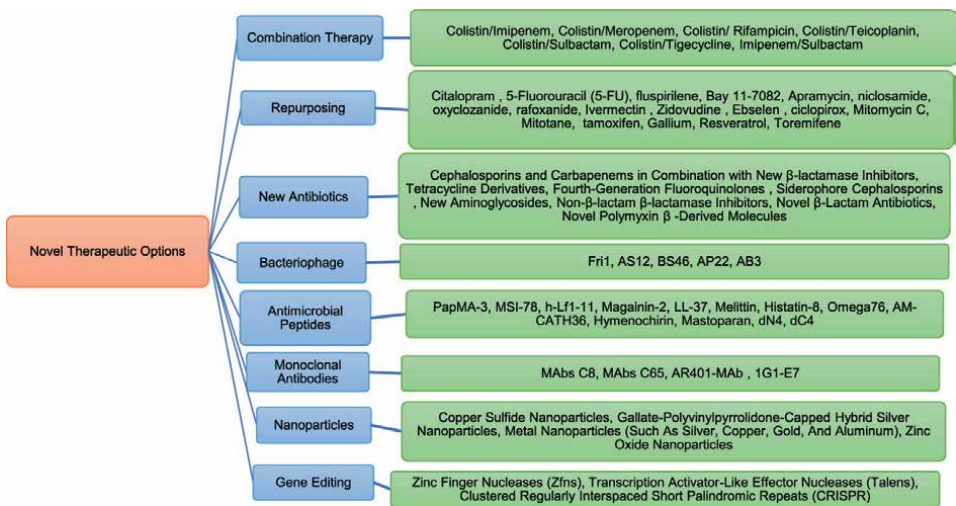 Combination Therapy
Colistin/Imipenem, Colistin/Meropenem, Colistin/ Rifampicin, Colistin/Teicoplanin,
Colistin/Sulbactam, Colistin/Tigecycline, Imipenem/Sulbactam
Repurposing
Citalopram , 5-Fluorouracil (5-FU), fluspirilene, Bay 11-7082, Apramycin, niclosamide,
oxyclozanide, rafoxanide, Ivermectin , Zidovudine , Ebselen , ciclopirox, Mitomycin C,
Mitotane, tamoxifen, Gallium, Resveratrol, Toremifene
New Antibiotics
Cephalosporins and Carbapenems in Combination with New β-lactamase Inhibitors,
Tetracycline Derivatives, Fourth-Generation Fluoroquinolones , Siderophore Cephalosporins
, New Aminoglycosides, Non-β-lactam β-lactamase Inhibitors, Novel β-Lactam Antibiotics,
Novel Polymyxin β -Derived Molecules
Novel Therapeutic Options
Bacteriophage
Fri1, AS12, BS46, AP22, AB3
Antimicrobial
Peptides
PapMA-3, MSI-78, h-Lf1-11, Magainin-2, LL-37, Melittin, Histatin-8, Omega76, AM-
CATH36, Hymenochirin, Mastoparan, dN4, dC4
Monoclonal
Antibodies
MAbs C8, MAbs C65, AR401-MAb , 1G1-E7
Nanoparticles
Copper Sulfide Nanoparticles, Gallate-Polyvinylpyrrolidone-Capped Hybrid Silver
Nanoparticles, Metal Nanoparticles (Such As Silver, Copper, Gold, And Aluminum), Zinc
Oxide Nanoparticles
Gene Editing
Zinc Finger Nucleases (Zfns), Transcription Activator-Like Effector Nucleases (Talens),
Clustered Regularly Interspaced Short Palindromic Repeats (CRISPR)